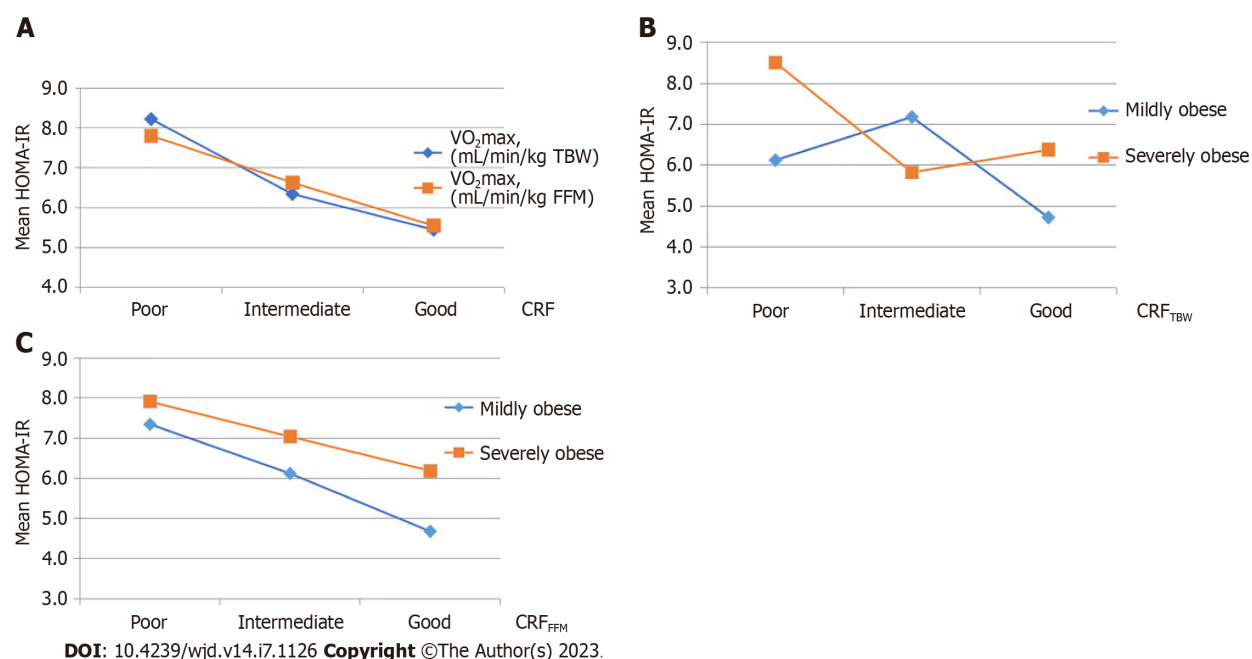 A
Mean HOMA-IR
9.0
8.0
7.0
6.0
5.0
4.0
Poor
Intermediate
Good
CRF
VO₂max,
(mL/min/kg TBW)
VO₂max,
(mL/min/kg FFM)
B
Mean HOMA-IR
9.0
8.0
7.0
6.0
5.0
4.0
3.0
Poor
Intermediate
Good
CRF_TBW
Mildly obese
Severely obese
C
Mean HOMA-IR
9.0
8.0
7.0
6.0
5.0
4.0
3.0
Poor
Intermediate
Good
CRF_FFM
Mildly obese
Severely obese
DOI: 10.4239/wjd.v14.i7.1126 Copyright ©The Author(s) 2023.